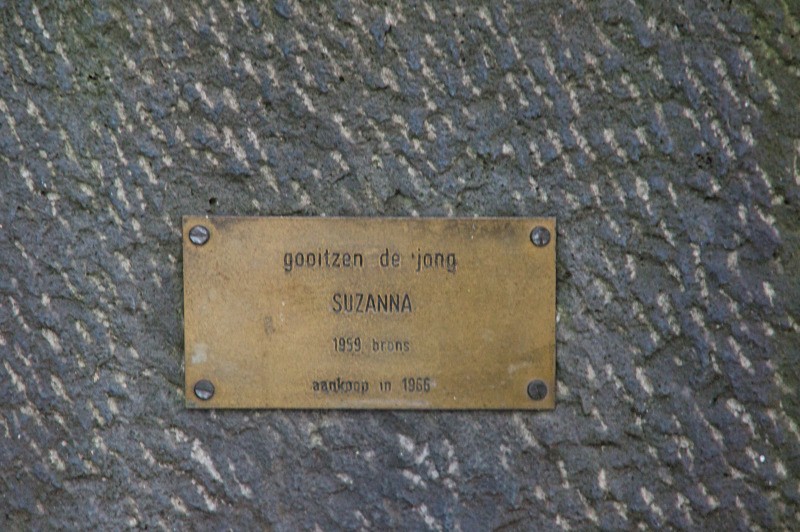 gooitzen de jong
SUZANNA
1959 brons
aankoop in 1966